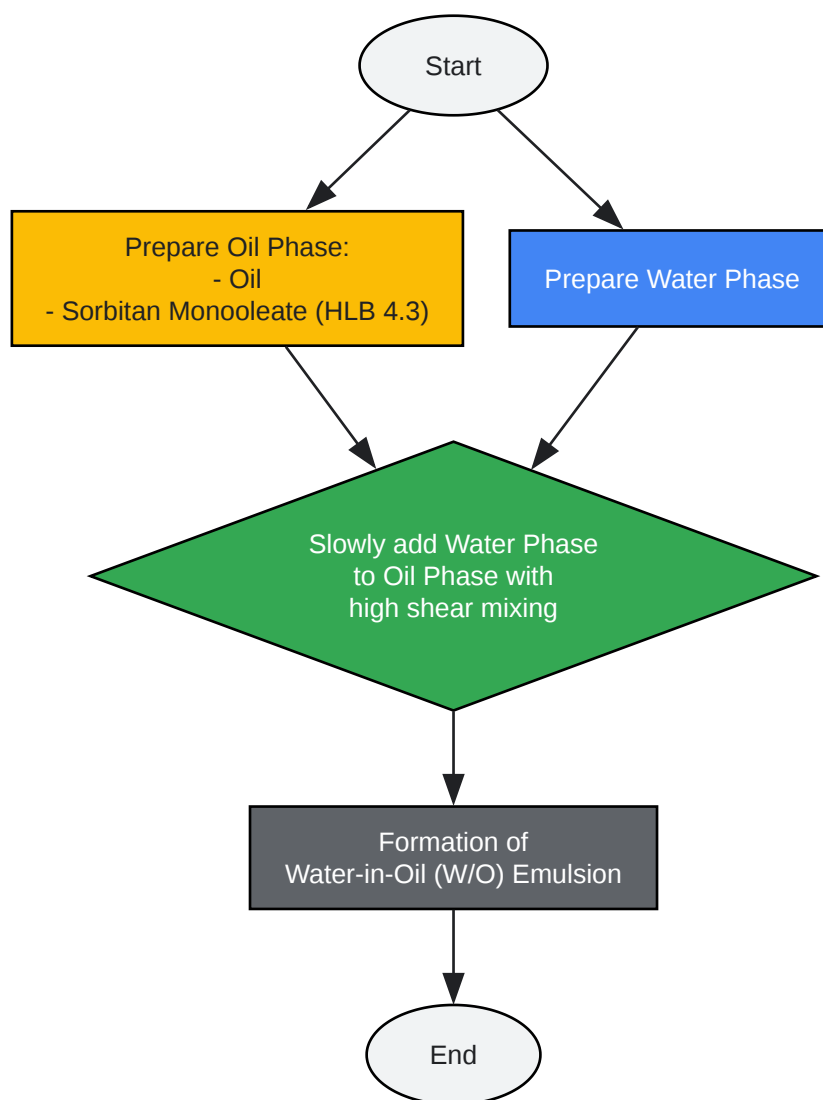 Start
Prepare Oil Phase:
- Oil
- Sorbitan Monooleate (HLB 4.3)
Prepare Water Phase
Slowly add Water Phase
to Oil Phase with
high shear mixing
Formation of
Water-in-Oil (W/O) Emulsion
End